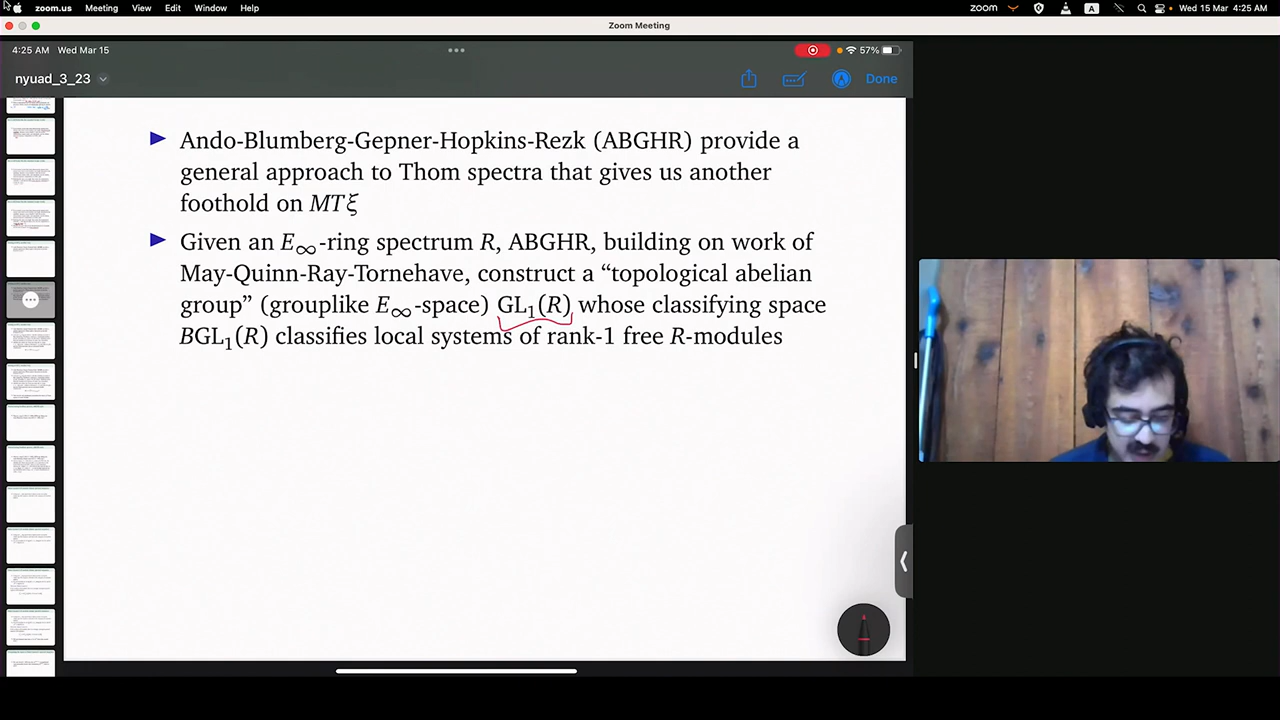 zoom.us Meeting View Edit Window Help zoom A Wed 15 Mar 4:25 AM
Zoom Meeting
4:25 AM Wed Mar 15 57%
nyuad_3_23 Done
Ando-Blumberg-Gepner-Hopkins-Rezk (ABGHR) provide a
general approach to Thom spectra that gives us another
foothold on MTξ
Given an E∞-ring spectrum R, ABGHR, building on work of
May-Quinn-Ray-Tornehave, construct a “topological abelian
group” (grouplike E∞-space) GL₁(R) whose classifying space
BGL₁(R) classifies local systems of rank-1 free R-modules